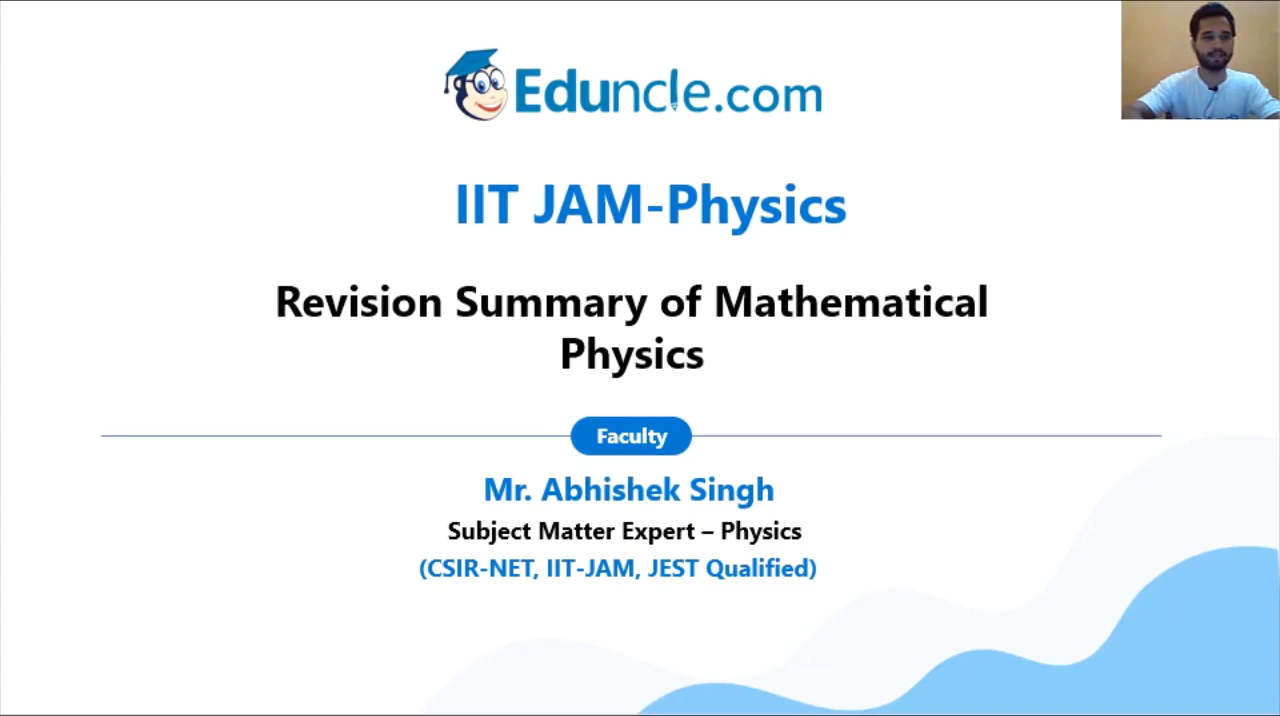 Eduncle.com
IIT JAM-Physics
Revision Summary of Mathematical
Physics
Faculty
Mr. Abhishek Singh
Subject Matter Expert – Physics
(CSIR-NET, IIT-JAM, JEST Qualified)